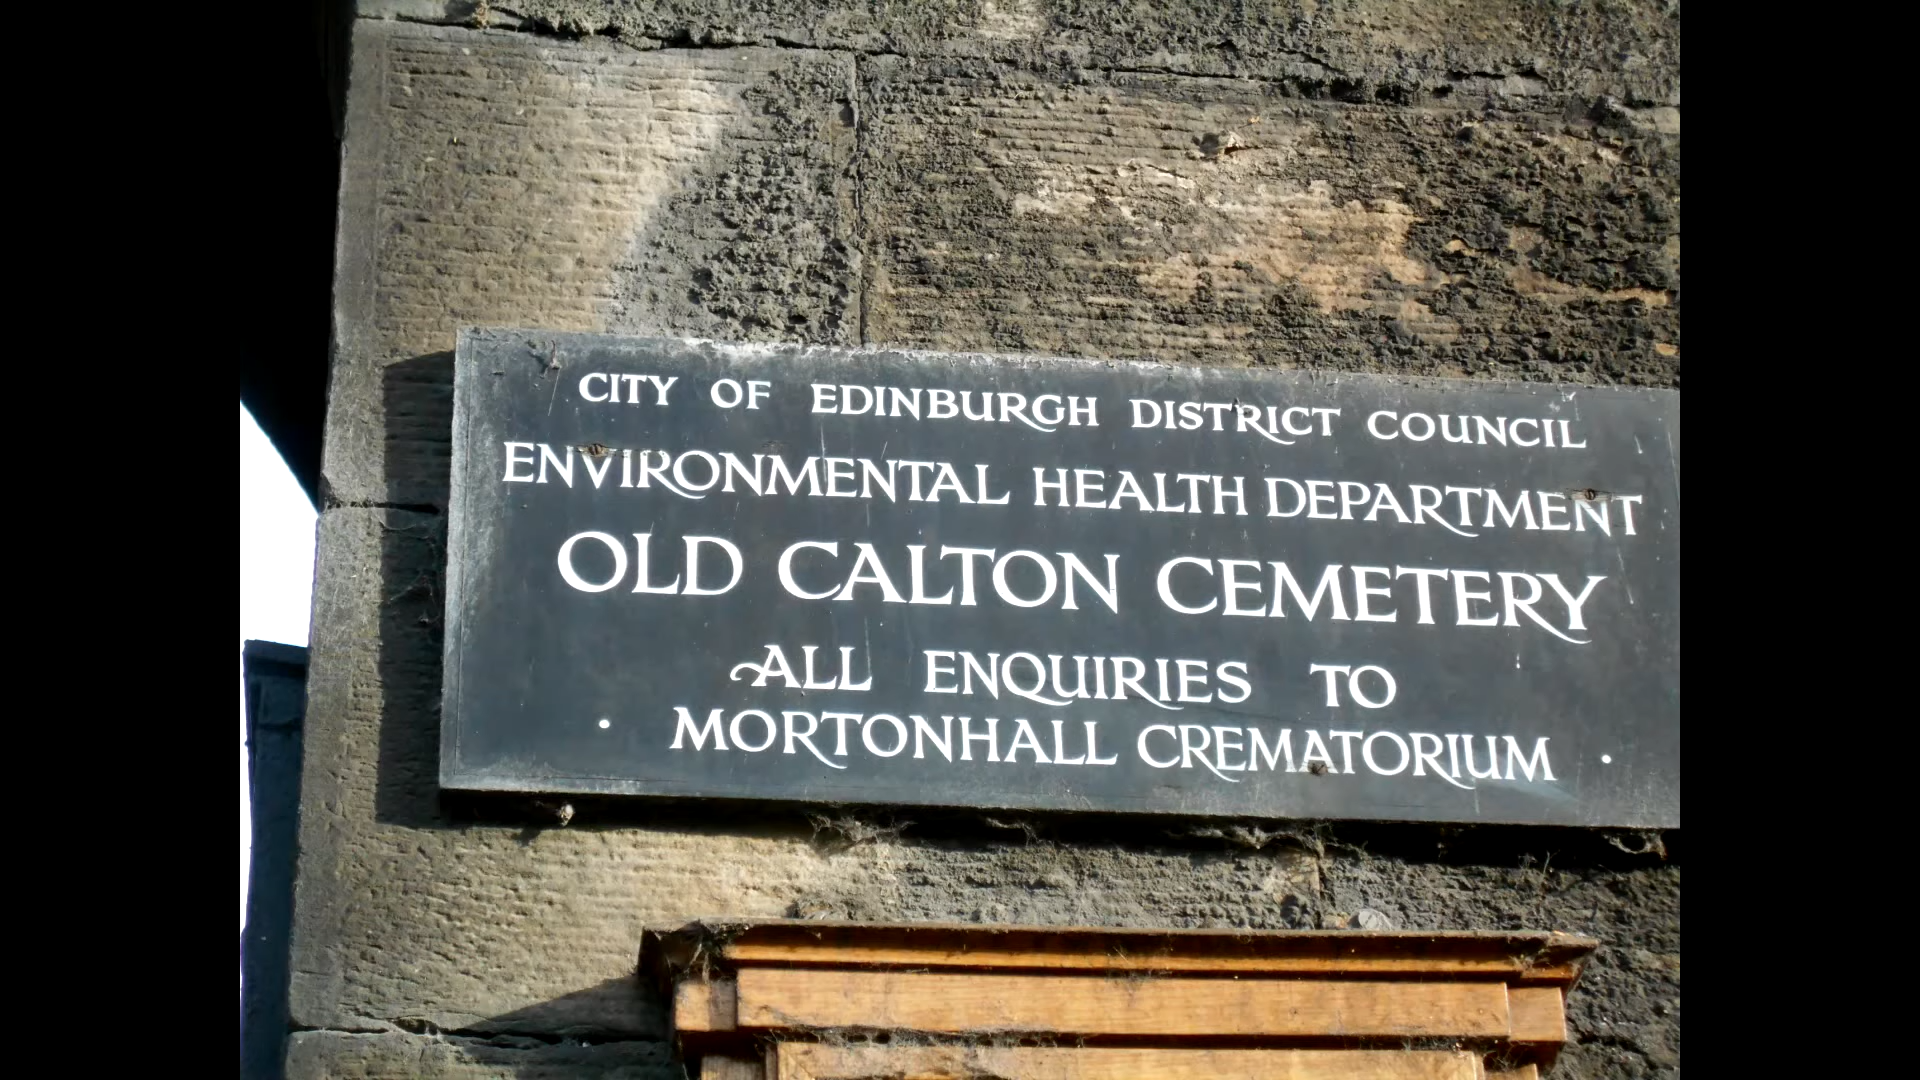 CITY OF EDINBURGH DISTRICT COUNCIL
ENVIRONMENTAL HEALTH DEPARTMENT
OLD CALTON CEMETERY
ALL ENQUIRIES TO
• MORTONHALL CREMATORIUM •